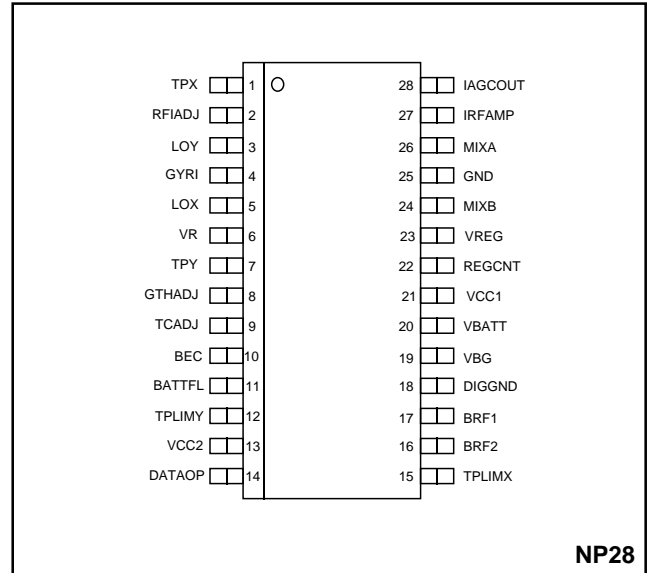 TPX 1 28 IAGCOUT
RFIADJ 2 27 IRFAMP
LOY 3 26 MIXA
GYRI 4 25 GND
LOX 5 24 MIXB
VR 6 23 VREG
TPY 7 22 REGCNT
GTHADJ 8 21 VCC1
TCADJ 9 20 VBATT
BEC 10 19 VBG
BATTFL 11 18 DIGGND
TPLIMY 12 17 BRF1
VCC2 13 16 BRF2
DATAOP 14 15 TPLIMX
NP28